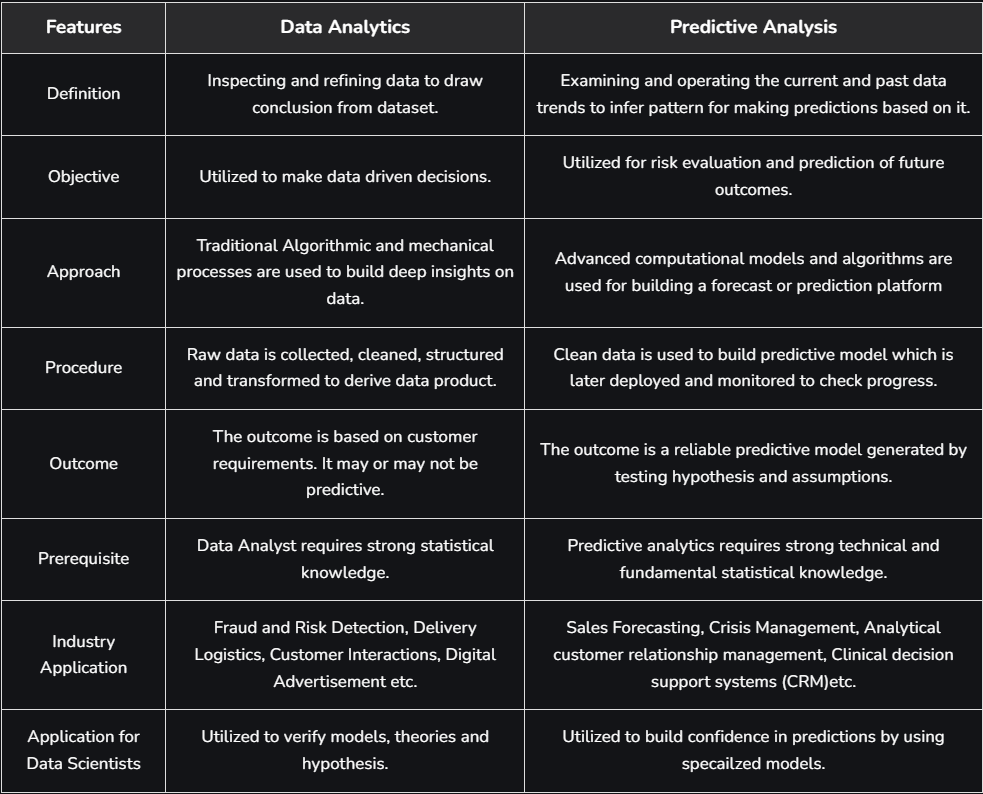 Features
Data Analytics
Predictive Analysis
Definition
Inspecting and refining data to draw
conclusion from dataset.
Examining and operating the current and past data
trends to infer pattern for making predictions based on it.
Objective
Utilized to make data driven decisions.
Utilized for risk evaluation and prediction of future
outcomes.
Approach
Traditional Algorithmic and mechanical
processes are used to build deep insights on
data.
Advanced computational models and algorithms are
used for building a forecast or prediction platform
Procedure
Raw data is collected, cleaned, structured
and transformed to derive data product.
Clean data is used to build predictive model which is
later deployed and monitored to check progress.
Outcome
The outcome is based on customer
requirements. It may or may not be
predictive.
The outcome is a reliable predictive model generated by
testing hypothesis and assumptions.
Prerequisite
Data Analyst requires strong statistical
knowledge.
Predictive analytics requires strong technical and
fundamental statistical knowledge.
Industry
Application
Fraud and Risk Detection, Delivery
Logistics, Customer Interactions, Digital
Advertisement etc.
Sales Forecasting, Crisis Management, Analytical
customer relationship management, Clinical decision
support systems (CRM)etc.
Application for
Data Scientists
Utilized to verify models, theories and
hypothesis.
Utilized to build confidence in predictions by using
specailzed models.